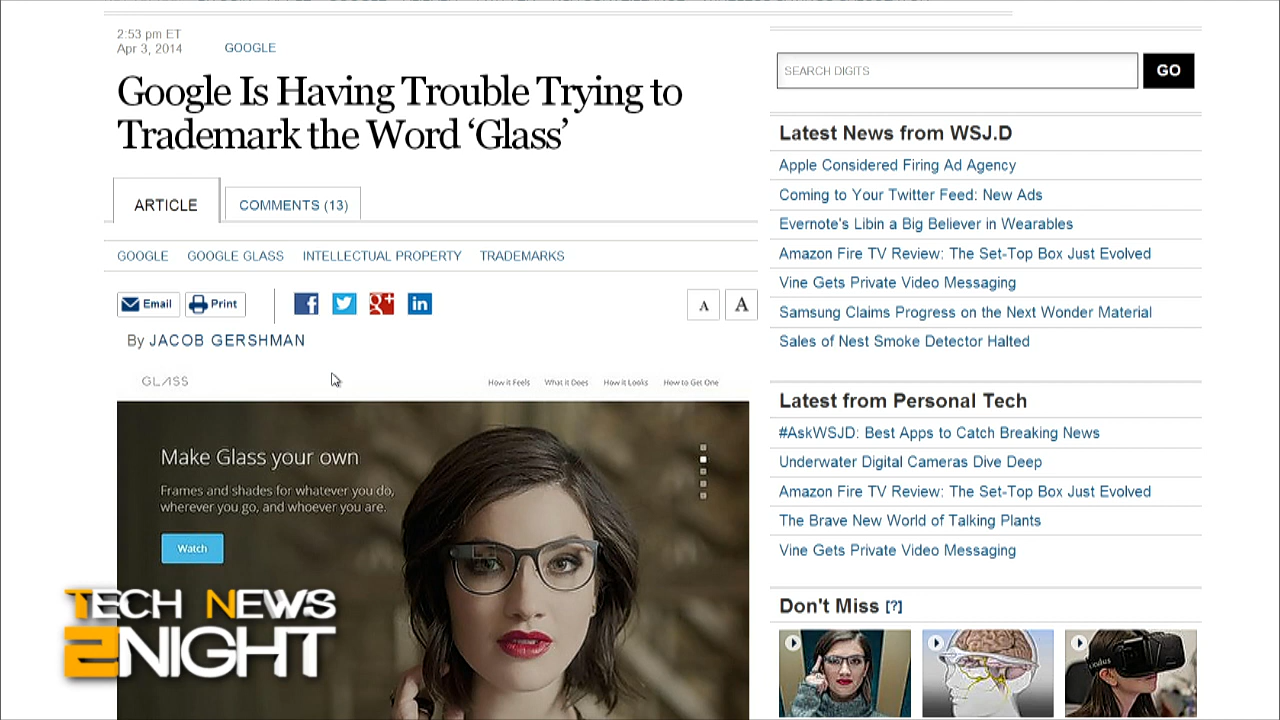 2:53 pm ET
Apr 3, 2014
GOOGLE
Google Is Having Trouble Trying to
Trademark the Word ‘Glass’
ARTICLE
COMMENTS (13)
GOOGLE GOOGLE GLASS INTELLECTUAL PROPERTY TRADEMARKS
Email Print
A A
By JACOB GERSHMAN
GLASS
How it Feels What it Does How it Looks How to Get One
Make Glass your own
Frames and shades for whatever you do,
wherever you go, and whoever you are.
Watch
TECH NEWS
2NIGHT
SEARCH DIGITS
GO
Latest News from WSJ.D
Apple Considered Firing Ad Agency
Coming to Your Twitter Feed: New Ads
Evernote's Libin a Big Believer in Wearables
Amazon Fire TV Review: The Set-Top Box Just Evolved
Vine Gets Private Video Messaging
Samsung Claims Progress on the Next Wonder Material
Sales of Nest Smoke Detector Halted
Latest from Personal Tech
#AskWSJD: Best Apps to Catch Breaking News
Underwater Digital Cameras Dive Deep
Amazon Fire TV Review: The Set-Top Box Just Evolved
The Brave New World of Talking Plants
Vine Gets Private Video Messaging
Don't Miss [?]
oculus